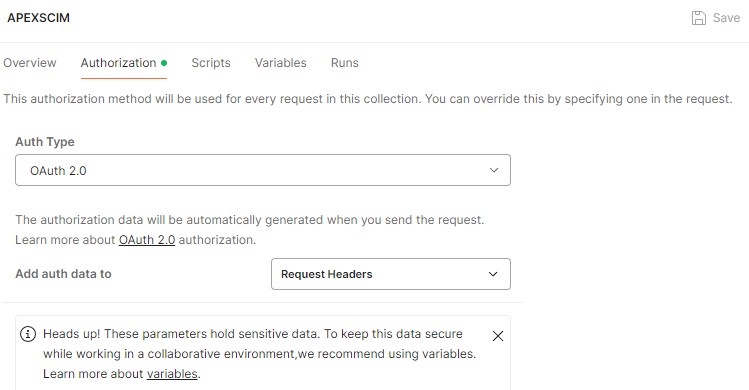 APEXSCIM
Save
Overview Authorization Scripts Variables Runs
This authorization method will be used for every request in this collection. You can override this by specifying one in the request.
Auth Type
OAuth 2.0
The authorization data will be automatically generated when you send the request.
Learn more about OAuth 2.0 authorization.
Add auth data to Request Headers
Heads up! These parameters hold sensitive data. To keep this data secure
while working in a collaborative environment,we recommend using variables.
Learn more about variables.